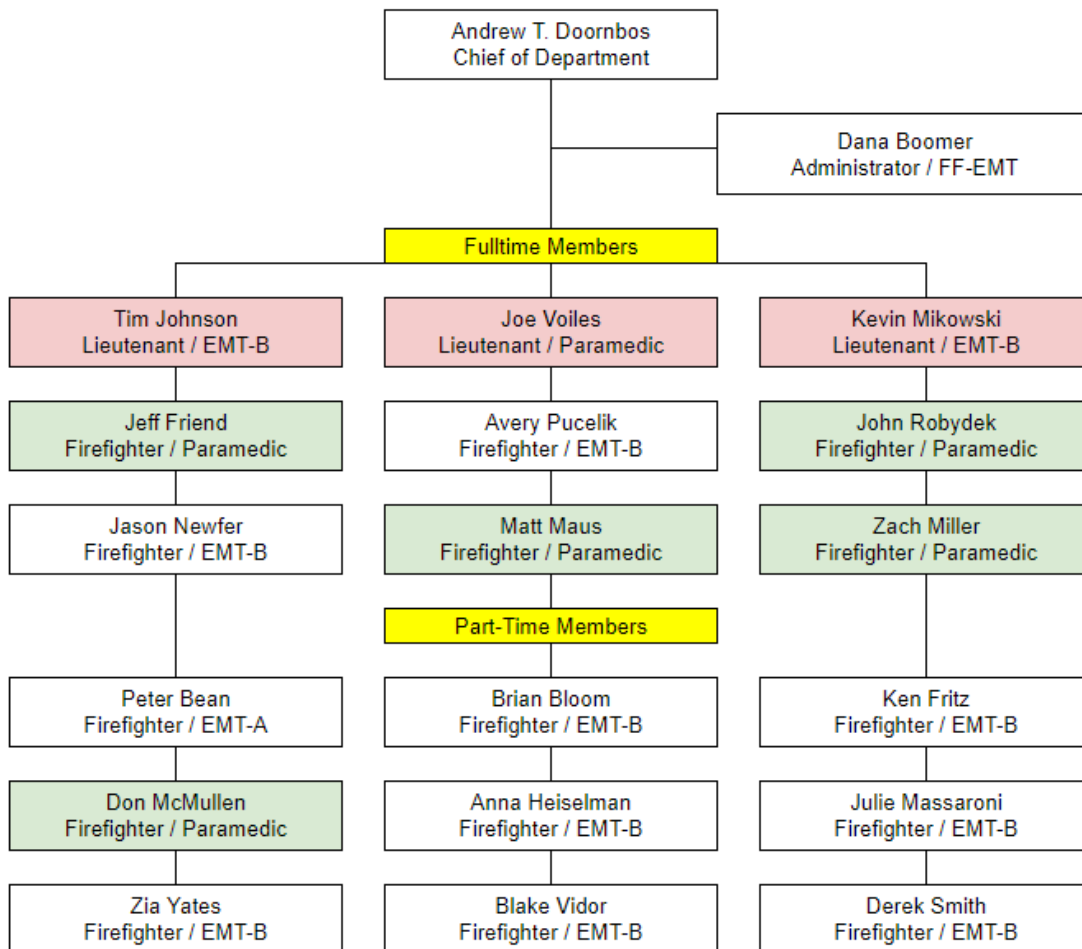 Andrew T. Doornbos
Chief of Department
Dana Boomer
Administrator / FF-EMT
Fulltime Members
Tim Johnson
Lieutenant / EMT-B
Joe Voiles
Lieutenant / Paramedic
Kevin Mikowski
Lieutenant / EMT-B
Jeff Friend
Firefighter / Paramedic
Avery Pucelik
Firefighter / EMT-B
John Robydek
Firefighter / Paramedic
Jason Newfer
Firefighter / EMT-B
Matt Maus
Firefighter / Paramedic
Zach Miller
Firefighter / Paramedic
Part-Time Members
Peter Bean
Firefighter / EMT-A
Brian Bloom
Firefighter / EMT-B
Ken Fritz
Firefighter / EMT-B
Don McMullen
Firefighter / Paramedic
Anna Heiselman
Firefighter / EMT-B
Julie Massaroni
Firefighter / EMT-B
Zia Yates
Firefighter / EMT-B
Blake Vidor
Firefighter / EMT-B
Derek Smith
Firefighter / EMT-B